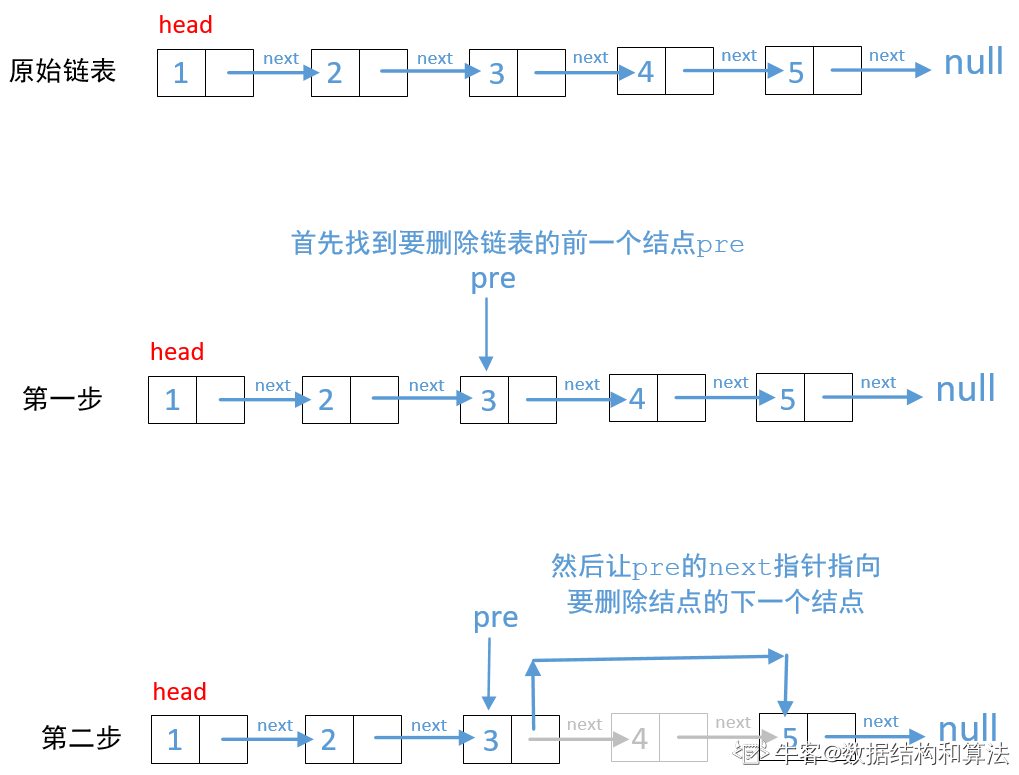 head
原始链表 1 next 2 next 3 next 4 next 5 next null
首先找到要删除链表的前一个结点pre
pre
head
第一步 1 next 2 next 3 next 4 next 5 next null
然后让pre的next指针指向
要删除结点的下一个结点
pre
head
第二步 1 next 2 next 3 next 4 next 5 next null
牛客@数据结构和算法